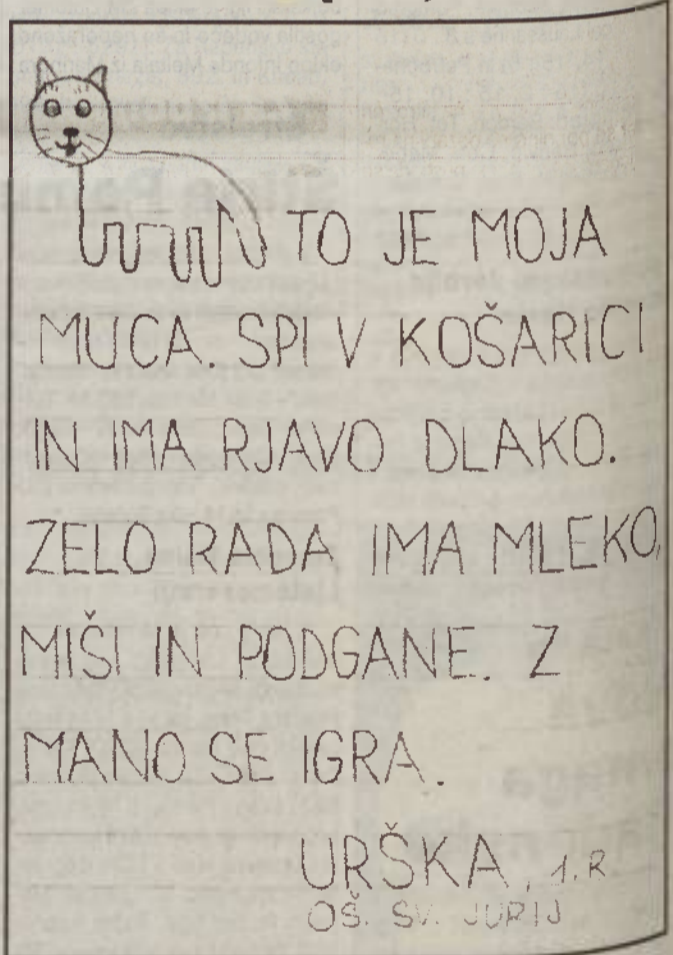 TO JE MOJA
MUCA. SPI V KOŠARICI
IN IMA RJAVO DLAKO.
ZELO RADA IMA MLEKO,
MIŠI IN PODGANE. Z
MANO SE IGRA.
URŠKA, 1.R.
OŠ. SV. JURIJ